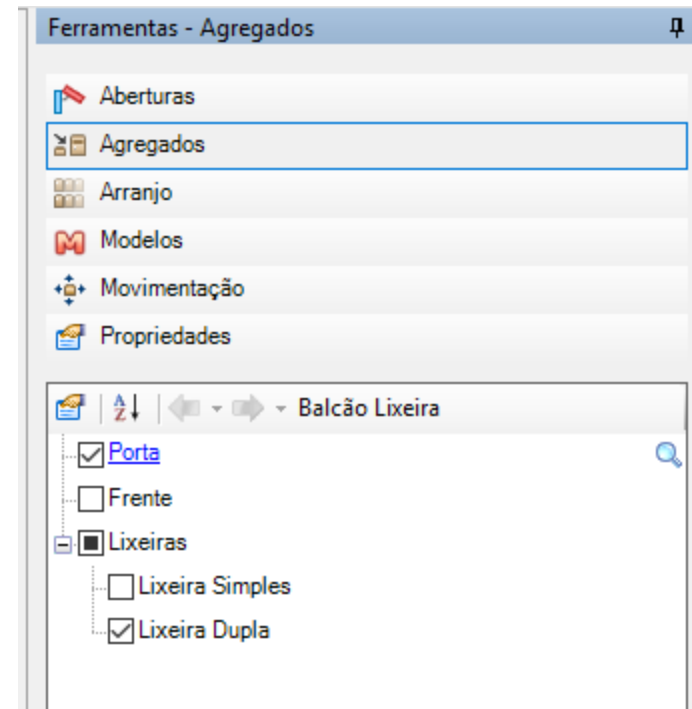 Ferramentas - Agregados
Aberturas
Agregados
Arranjo
Modelos
Movimentação
Propriedades
A Z Balcão Lixeira
Porta
Frente
Lixeiras
Lixeira Simples
Lixeira Dupla